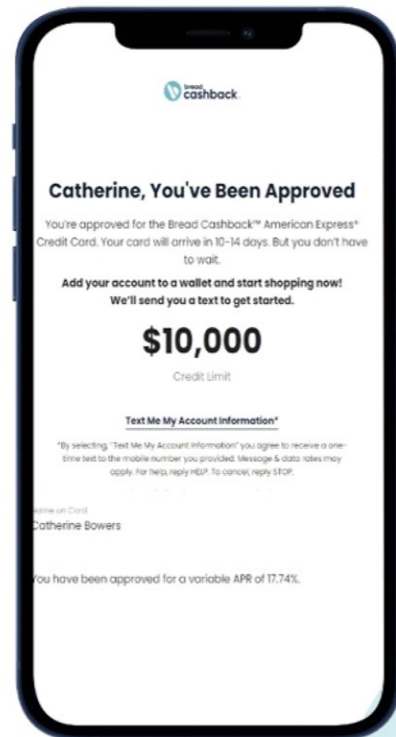 bread
cashback™
Catherine, You've Been Approved
You're approved for the Bread Cashback™ American Express®
Credit Card. Your card will arrive in 10-14 days. But you don't have
to wait.
Add your account to a wallet and start shopping now!
We'll send you a text to get started.
$10,000
Credit Limit
Text Me My Account Information*
*By selecting, "Text Me My Account Information" you agree to receive a one-
time text to the mobile number you provided. Message & data rates may
apply. For help, reply HELP. To cancel, reply STOP.
Name on Card
Catherine Bowers
You have been approved for a variable APR of 17.74%.